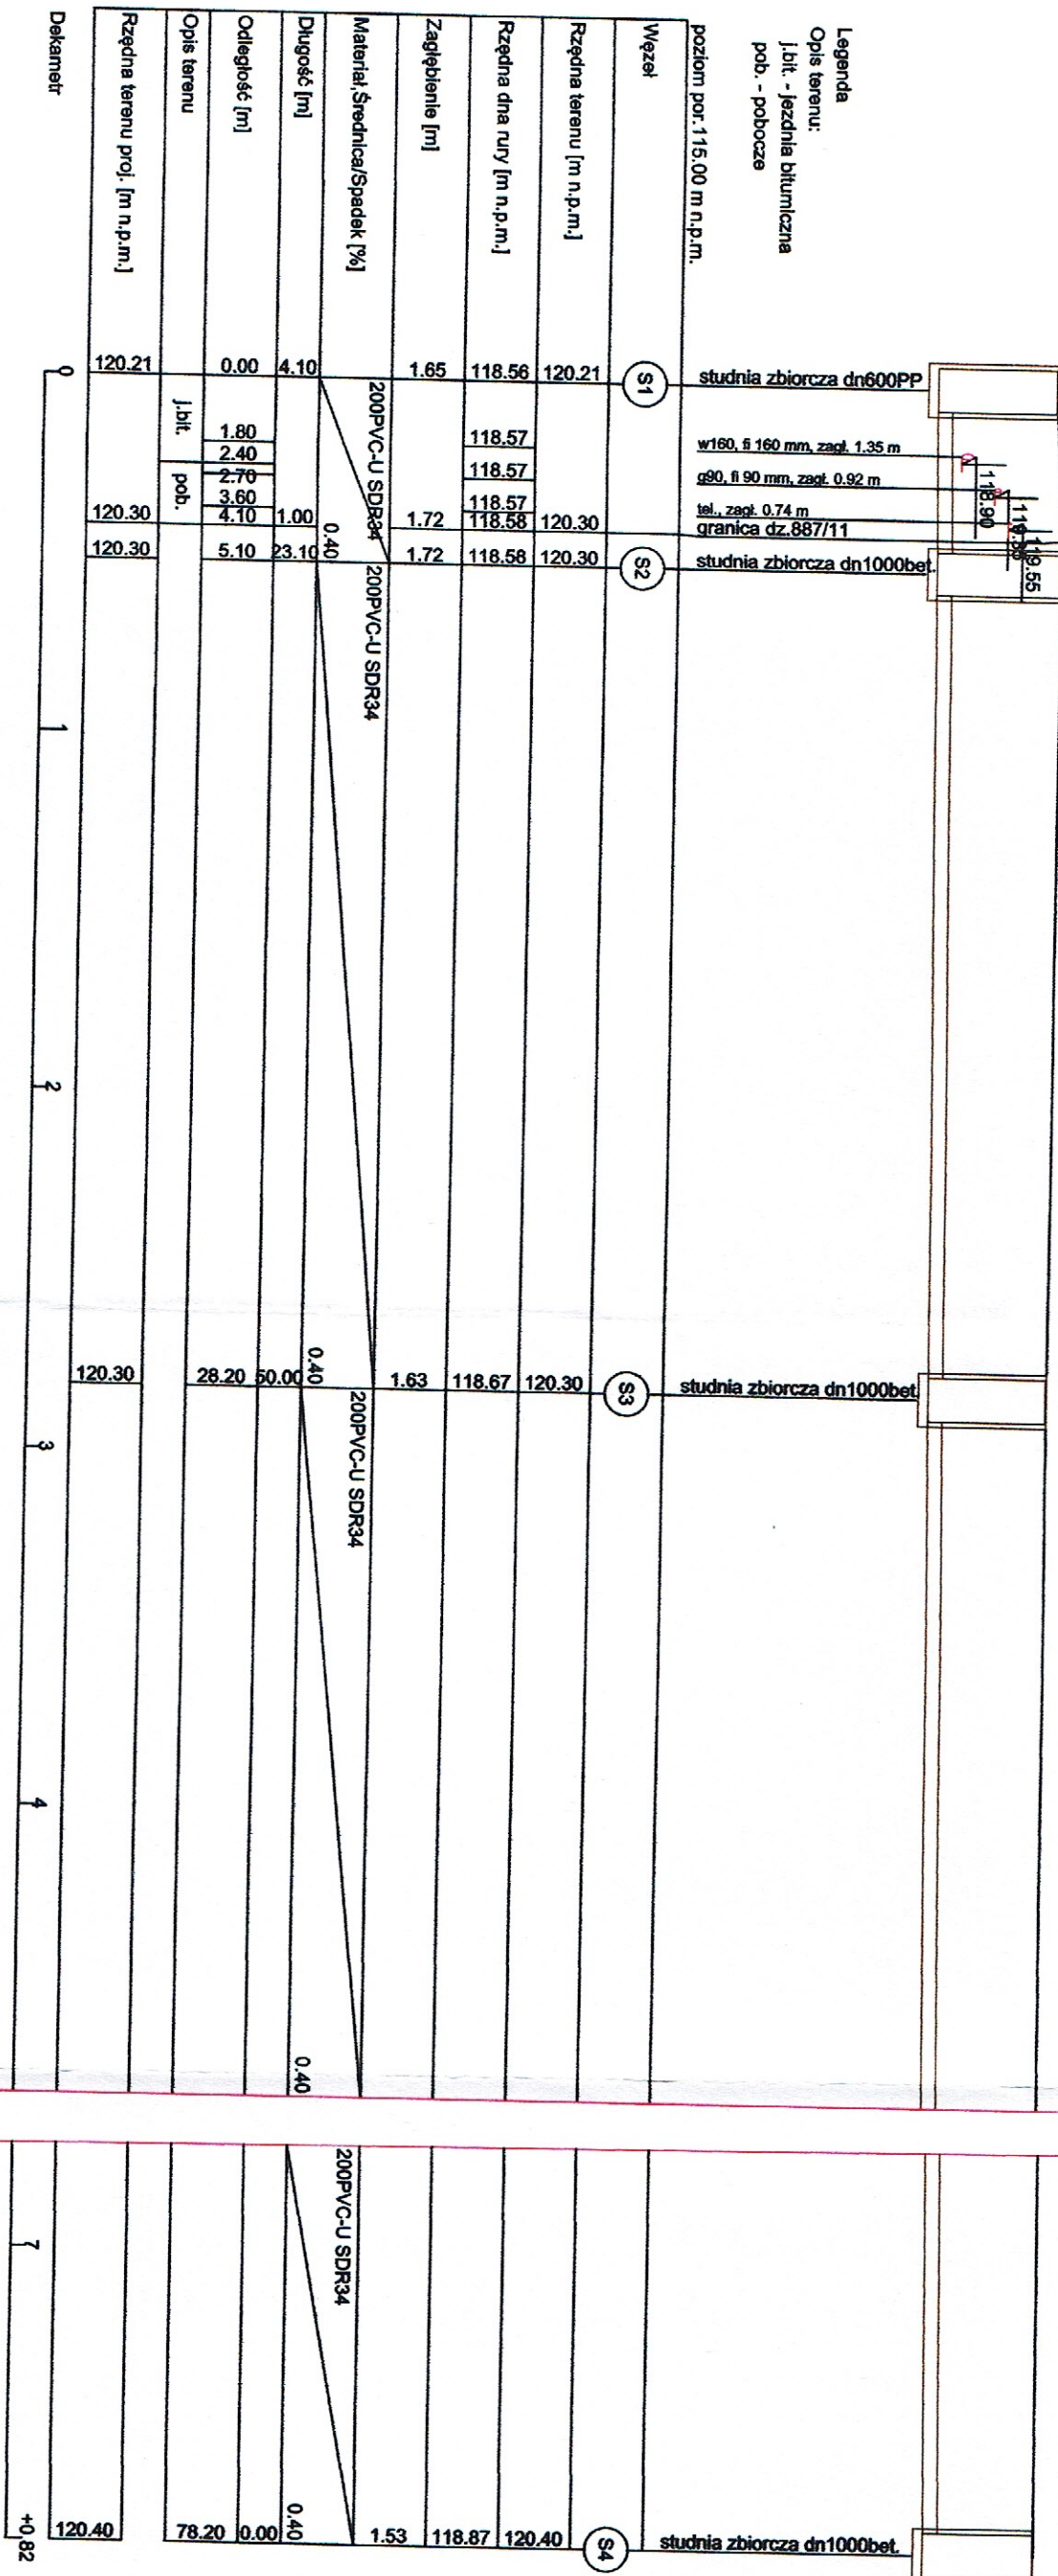 Legenda
Opis terenu:
j.bit. - jezdnia bitumiczna
pob. - pobocze
poziom por.115.00 m n.p.m.
studnia zbiorcza dn600PP
w160, fi 160 mm, zagł. 1.35 m
118.90
g90, fi 90 mm, zagł. 0.92 m
tel., zagł. 0.74 m
119.55
granica dz.887/11
studnia zbiorcza dn1000bet.
studnia zbiorcza dn1000bet.
studnia zbiorcza dn1000bet.
Węzeł S1 S2 S3 S4
Rzędna terenu [m n.p.m.] 120.21 120.30 120.30 120.30 120.40
Rzędna dna rury [m n.p.m.] 118.56 118.57 118.57 118.57 118.58 118.58 118.67 118.87
Zagłębienie [m] 1.65 1.72 1.72 1.63 1.53
Materiał,Średnica/Spadek [%] 200PVC-U SDR34 0.40 200PVC-U SDR34 0.40 200PVC-U SDR34 0.40 200PVC-U SDR34 0.40
Długość [m] 4.10 1.00 23.10 50.00 0.00
Odległość [m] 0.00 1.80 2.40 2.70 3.60 4.10 5.10 28.20 78.20
Opis terenu j.bit. pob.
Rzędna terenu proj. [m n.p.m.] 120.21 120.30 120.30 120.30 120.40
Dekametr 0 1 2 3 4 7 +0.82